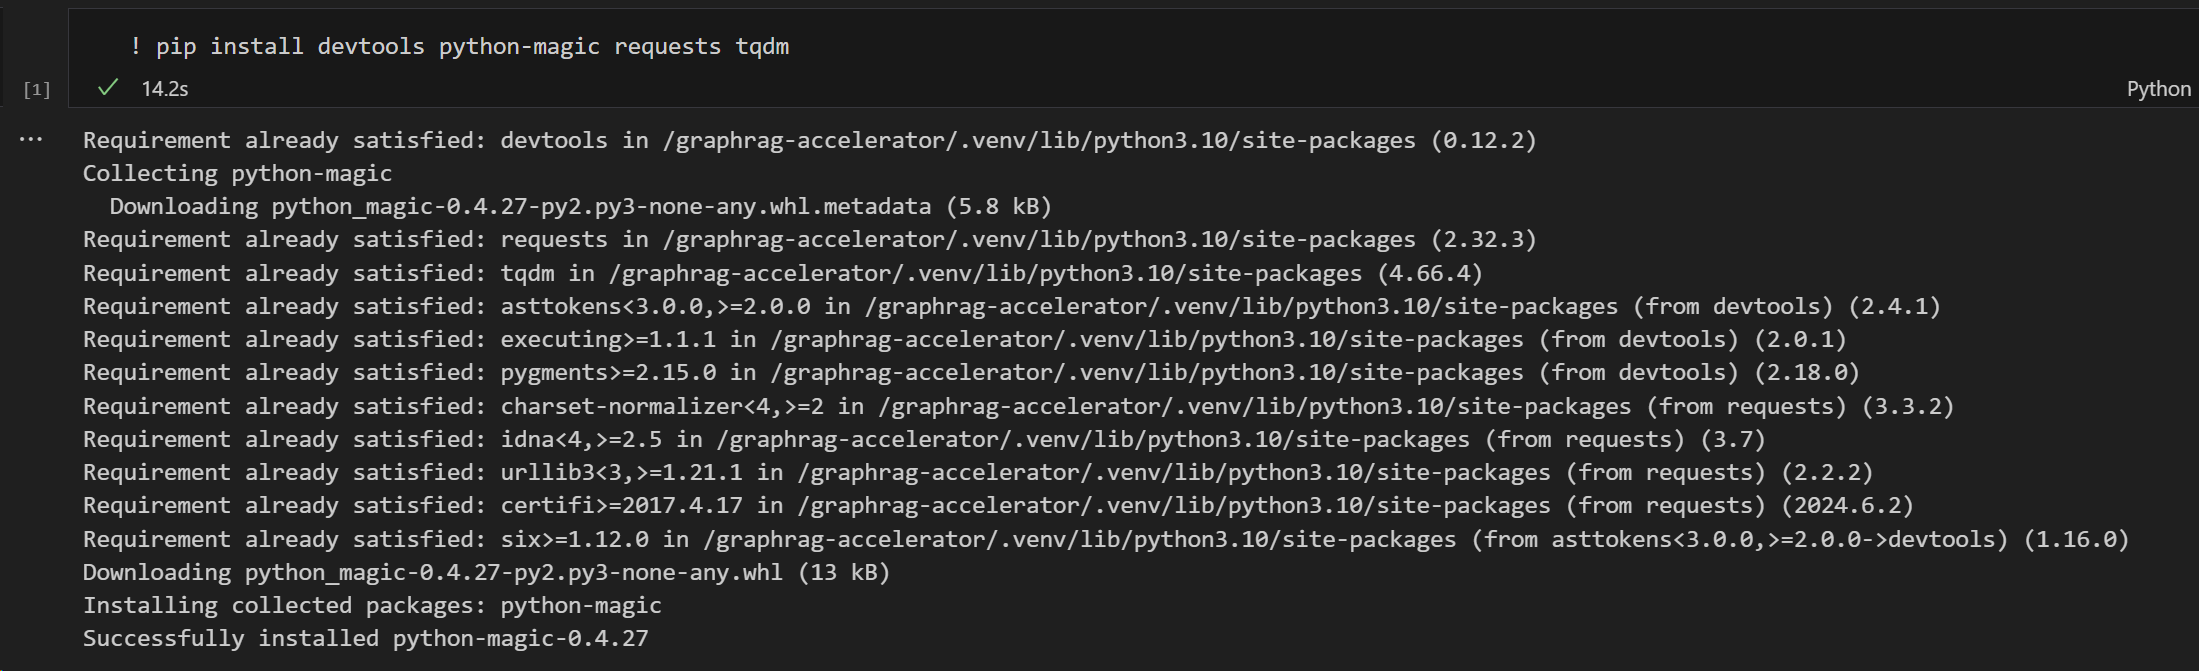 ! pip install devtools python-magic requests tqdm
[1]
14.2s
Python
Requirement already satisfied: devtools in /graphrag-accelerator/.venv/lib/python3.10/site-packages (0.12.2)
Collecting python-magic
  Downloading python_magic-0.4.27-py2.py3-none-any.whl.metadata (5.8 kB)
Requirement already satisfied: requests in /graphrag-accelerator/.venv/lib/python3.10/site-packages (2.32.3)
Requirement already satisfied: tqdm in /graphrag-accelerator/.venv/lib/python3.10/site-packages (4.66.4)
Requirement already satisfied: asttokens<3.0.0,>=2.0.0 in /graphrag-accelerator/.venv/lib/python3.10/site-packages (from devtools) (2.4.1)
Requirement already satisfied: executing>=1.1.1 in /graphrag-accelerator/.venv/lib/python3.10/site-packages (from devtools) (2.0.1)
Requirement already satisfied: pygments>=2.15.0 in /graphrag-accelerator/.venv/lib/python3.10/site-packages (from devtools) (2.18.0)
Requirement already satisfied: charset-normalizer<4,>=2 in /graphrag-accelerator/.venv/lib/python3.10/site-packages (from requests) (3.3.2)
Requirement already satisfied: idna<4,>=2.5 in /graphrag-accelerator/.venv/lib/python3.10/site-packages (from requests) (3.7)
Requirement already satisfied: urllib3<3,>=1.21.1 in /graphrag-accelerator/.venv/lib/python3.10/site-packages (from requests) (2.2.2)
Requirement already satisfied: certifi>=2017.4.17 in /graphrag-accelerator/.venv/lib/python3.10/site-packages (from requests) (2024.6.2)
Requirement already satisfied: six>=1.12.0 in /graphrag-accelerator/.venv/lib/python3.10/site-packages (from asttokens<3.0.0,>=2.0.0->devtools) (1.16.0)
Downloading python_magic-0.4.27-py2.py3-none-any.whl (13 kB)
Installing collected packages: python-magic
Successfully installed python-magic-0.4.27